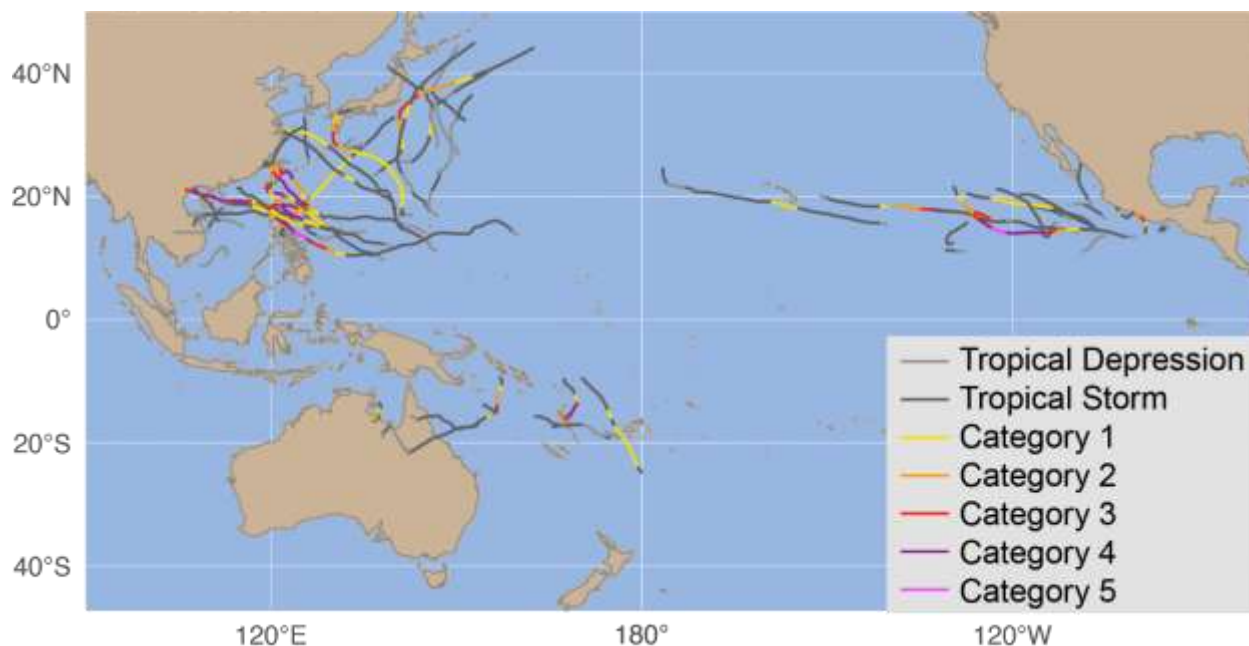 40°N
20°N
0°
20°S
40°S
120°E
180°
120°W
Tropical Depression
Tropical Storm
Category 1
Category 2
Category 3
Category 4
Category 5